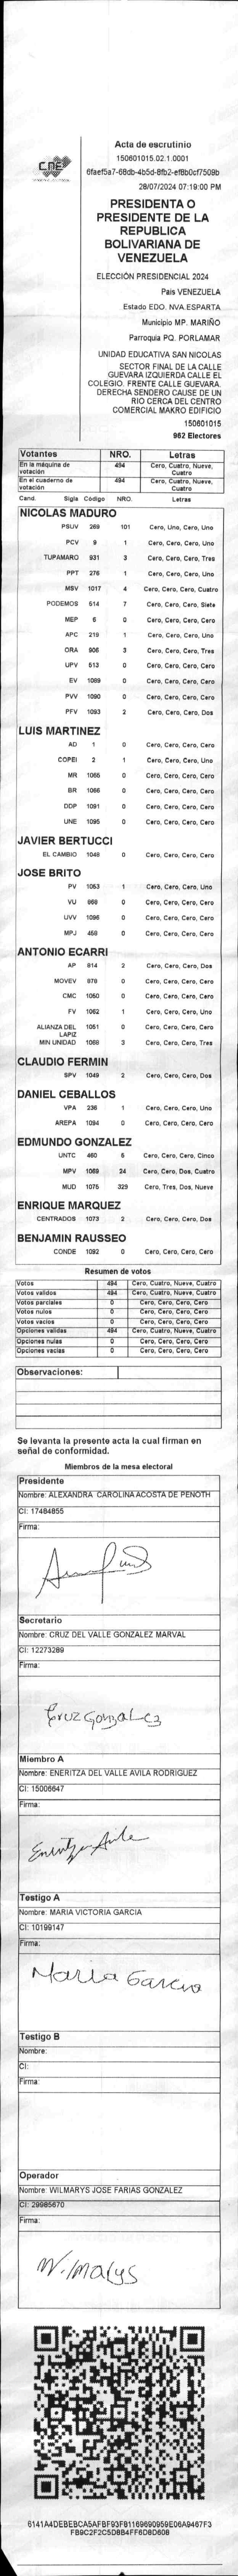 CNE
Acta de escrutinio
150601015.02.1.0001
6faef5a7-68db-4b5d-8fb2-ef8b0cf7509b
28/07/2024 07:19:00 PM
PRESIDENTA O
PRESIDENTE DE LA
REPUBLICA
BOLIVARIANA DE
VENEZUELA
ELECCIÓN PRESIDENCIAL 2024
Pais VENEZUELA
Estado EDO. NVA ESPARTA
Municipio MP. MARIÑO
Parroquia PQ. PORLAMAR
UNIDAD EDUCATIVA SAN NICOLAS
SECTOR FINAL DE LA CALLE
GUEVARA IZQUIERDA CALLE EL
COLEGIO. FRENTE CALLE GUEVARA.
DERECHA SENDERO CAUSE DE UN
RIO CERCA DEL CENTRO
COMERCIAL MAKRO EDIFICIO
150601015
962 Electores
Votantes NRO. Letras
En la máquina de votación 494 Cero, Cuatro, Nueve, Cuatro
En el cuaderno de votación 494 Cero, Cuatro, Nueve, Cuatro
Cand. Sigla Codigo NRO. Letras
NICOLAS MADURO
PSUV 269 101 Cero, Uno, Cero, Uno
PCV 9 1 Cero, Cero, Cero, Uno
TUPAMARO 931 3 Cero, Cero, Cero, Tres
PPT 276 1 Cero, Cero, Cero, Uno
MSV 1017 4 Cero, Cero, Cero, Cuatro
PODEMOS 514 7 Cero, Cero, Cero, Siete
MEP 6 0 Cero, Cero, Cero, Cero
APC 219 1 Cero, Cero, Cero, Uno
ORA 906 3 Cero, Cero, Cero, Tres
UPV 513 0 Cero, Cero, Cero, Cero
EV 1089 0 Cero, Cero, Cero, Cero
PVV 1090 0 Cero, Cero, Cero, Cero
PFV 1093 2 Cero, Cero, Cero, Dos
LUIS MARTINEZ
AD 1 0 Cero, Cero, Cero, Cero
COPEI 2 1 Cero, Cero, Cero, Uno
MR 1065 0 Cero, Cero, Cero, Cero
BR 1066 0 Cero, Cero, Cero, Cero
DDP 1091 0 Cero, Cero, Cero, Cero
UNE 1095 0 Cero, Cero, Cero, Cero
JAVIER BERTUCCI
EL CAMBIO 1048 0 Cero, Cero, Cero, Cero
JOSE BRITO
PV 1053 1 Cero, Cero, Cero, Uno
VU 868 0 Cero, Cero, Cero, Cero
UVV 1096 0 Cero, Cero, Cero, Cero
MPJ 458 0 Cero, Cero, Cero, Cero
ANTONIO ECARRI
AP 814 2 Cero, Cero, Cero, Dos
MOVEV 879 0 Cero, Cero, Cero, Cero
CMC 1050 0 Cero, Cero, Cero, Cero
FV 1062 1 Cero, Cero, Cero, Uno
ALIANZA DEL LAPIZ 1051 0 Cero, Cero, Cero, Cero
MIN UNIDAD 1068 3 Cero, Cero, Cero, Tres
CLAUDIO FERMIN
SPV 1049 2 Cero, Cero, Cero, Dos
DANIEL CEBALLOS
VPA 236 1 Cero, Cero, Cero, Uno
AREPA 1094 0 Cero, Cero, Cero, Cero
EDMUNDO GONZALEZ
UNTC 460 5 Cero, Cero, Cero, Cinco
MPV 1069 24 Cero, Cero, Dos, Cuatro
MUD 1075 329 Cero, Tres, Dos, Nueve
ENRIQUE MARQUEZ
CENTRADOS 1073 2 Cero, Cero, Cero, Dos
BENJAMIN RAUSSEO
CONDE 1092 0 Cero, Cero, Cero, Cero
Resumen de votos
Votos 494 Cero, Cuatro, Nueve, Cuatro
Votos validos 494 Cero, Cuatro, Nueve, Cuatro
Votos parciales 0 Cero, Cero, Cero, Cero
Votos nulos 0 Cero, Cero, Cero, Cero
Votos vacios 0 Cero, Cero, Cero, Cero
Opciones validas 494 Cero, Cuatro, Nueve, Cuatro
Opciones nulas 0 Cero, Cero, Cero, Cero
Opciones vacias 0 Cero, Cero, Cero, Cero
Observaciones:
Se levanta la presente acta la cual firman en
señal de conformidad.
Miembros de la mesa electoral
Presidente
Nombre: ALEXANDRA CAROLINA ACOSTA DE PENOTH
CI: 17484855
Firma:
Secretario
Nombre: CRUZ DEL VALLE GONZALEZ MARVAL
CI: 12273289
Firma:
Cruz Gonzalez
Miembro A
Nombre: ENERITZA DEL VALLE AVILA RODRIGUEZ
CI: 15006647
Firma:
Eneritza Avila
Testigo A
Nombre: MARIA VICTORIA GARCIA
CI: 10199147
Firma:
Maria Garcia
Testigo B
Nombre:
CI:
Firma:
Operador
Nombre: WILMARYS JOSE FARIAS GONZALEZ
CI: 29985670
Firma:
Wilmarys
6141A4DEBEBCA5AFBF93F81169690959E06A9467F3
FB9C2F2C5D8B4FF6D8D608